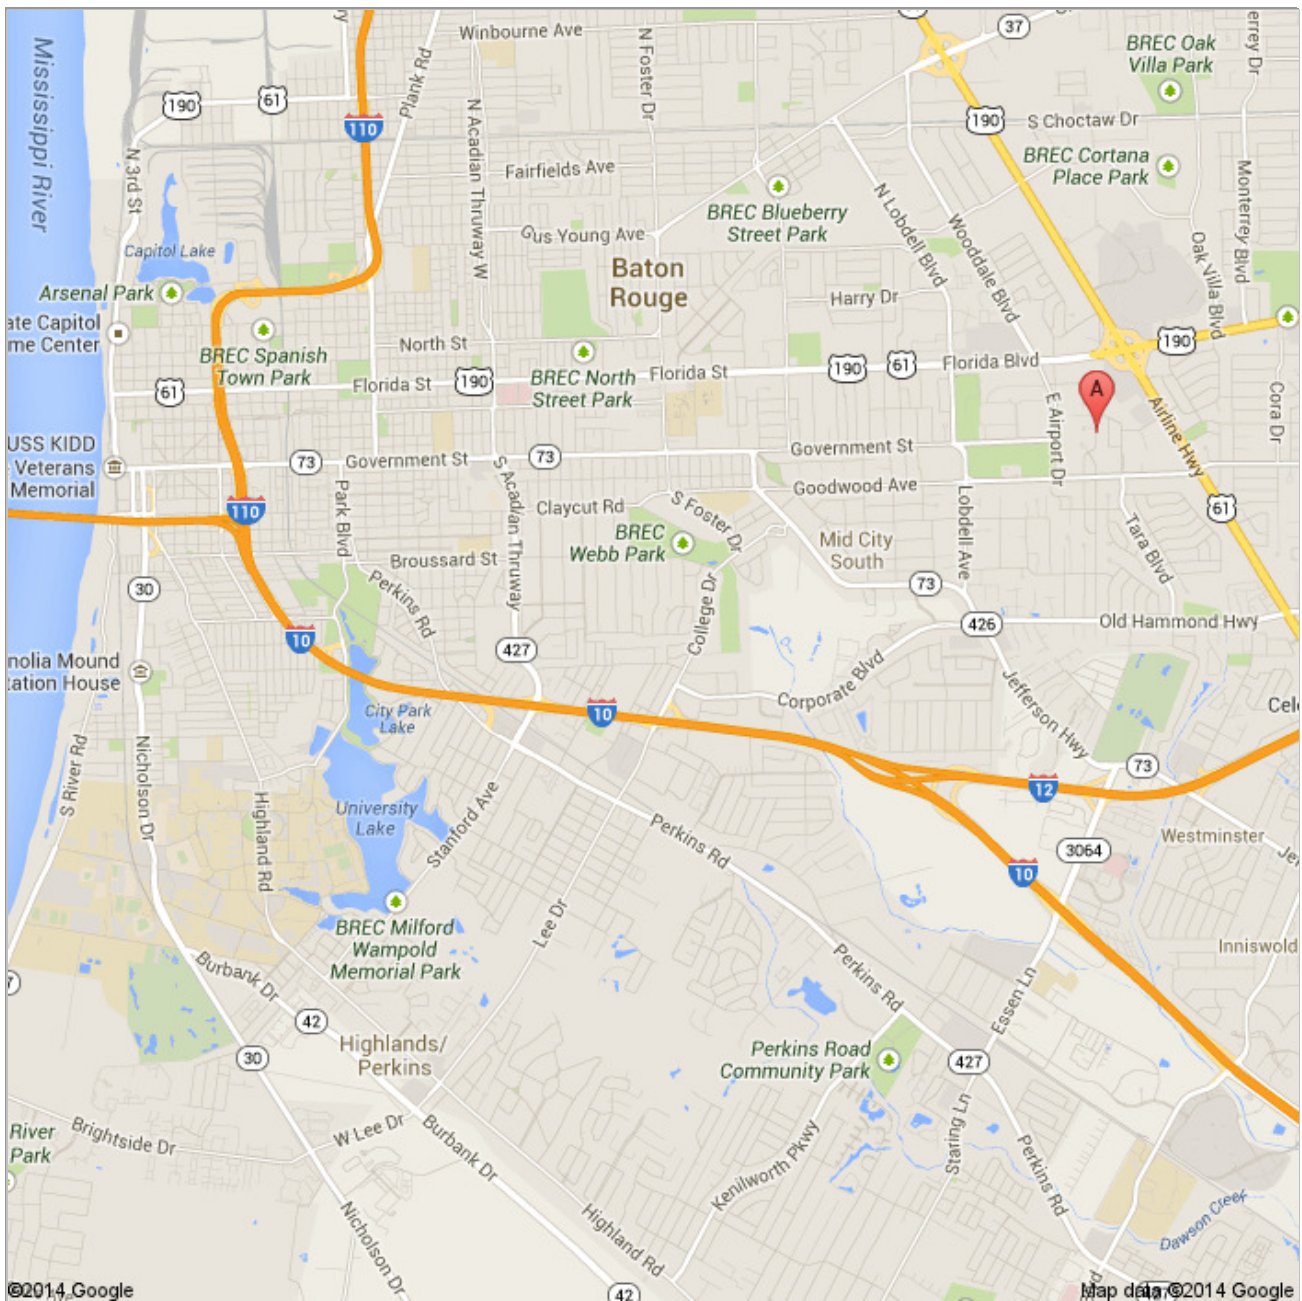 Winbourne Ave
37
BREC Oak
Villa Park
Mississippi River
190
61
Plank Rd
N Foster Dr
110
190
S Choctaw Dr
N 3rd St
N Acadian Thruway W
Fairfields Ave
BREC Cortana
Place Park
Monterrey Blvd
BREC Blueberry
Street Park
N Lobdell Blvd
Wooddale Blvd
Oak Villa Blvd
Capitol Lake
Gus Young Ave
Baton
Rouge
Arsenal Park
Harry Dr
ate Capitol
me Center
BREC Spanish
Town Park
North St
190
61
Florida St
190
BREC North
Street Park
Florida St
190
61
Florida Blvd
A
E Airport Dr
Airline Hwy
Cora Dr
USS KIDD
Veterans
Memorial
73
Government St
73
Government St
110
Park Blvd
S Acadian Thruway
Claycut Rd
S Foster Dr
Goodwood Ave
Lobdell Ave
61
BREC
Webb Park
Mid City
South
Tara Blvd
Broussard St
30
Perkins Rd
College Dr
73
426
Old Hammond Hwy
10
427
nolia Mound
tation House
Corporate Blvd
Jefferson Hwy
City Park
Lake
10
Cel
S River Rd
Nicholson Dr
73
12
University
Lake
Highland Rd
Stanford Ave
Perkins Rd
Westminster
3064
10
BREC Milford
Wampold
Memorial Park
Lee Dr
Inniswold
Burbank Dr
Perkins Rd
Essen Ln
42
30
Highlands/
Perkins
Perkins Road
Community Park
427
River
Park
Brightside Dr
W Lee Dr
Burbank Dr
Staring Ln
Perkins Rd
Kenilworth Pkwy
Nicholson Dr
Highland Rd
Dawson Creek
42
©2014 Google
Map data ©2014 Google